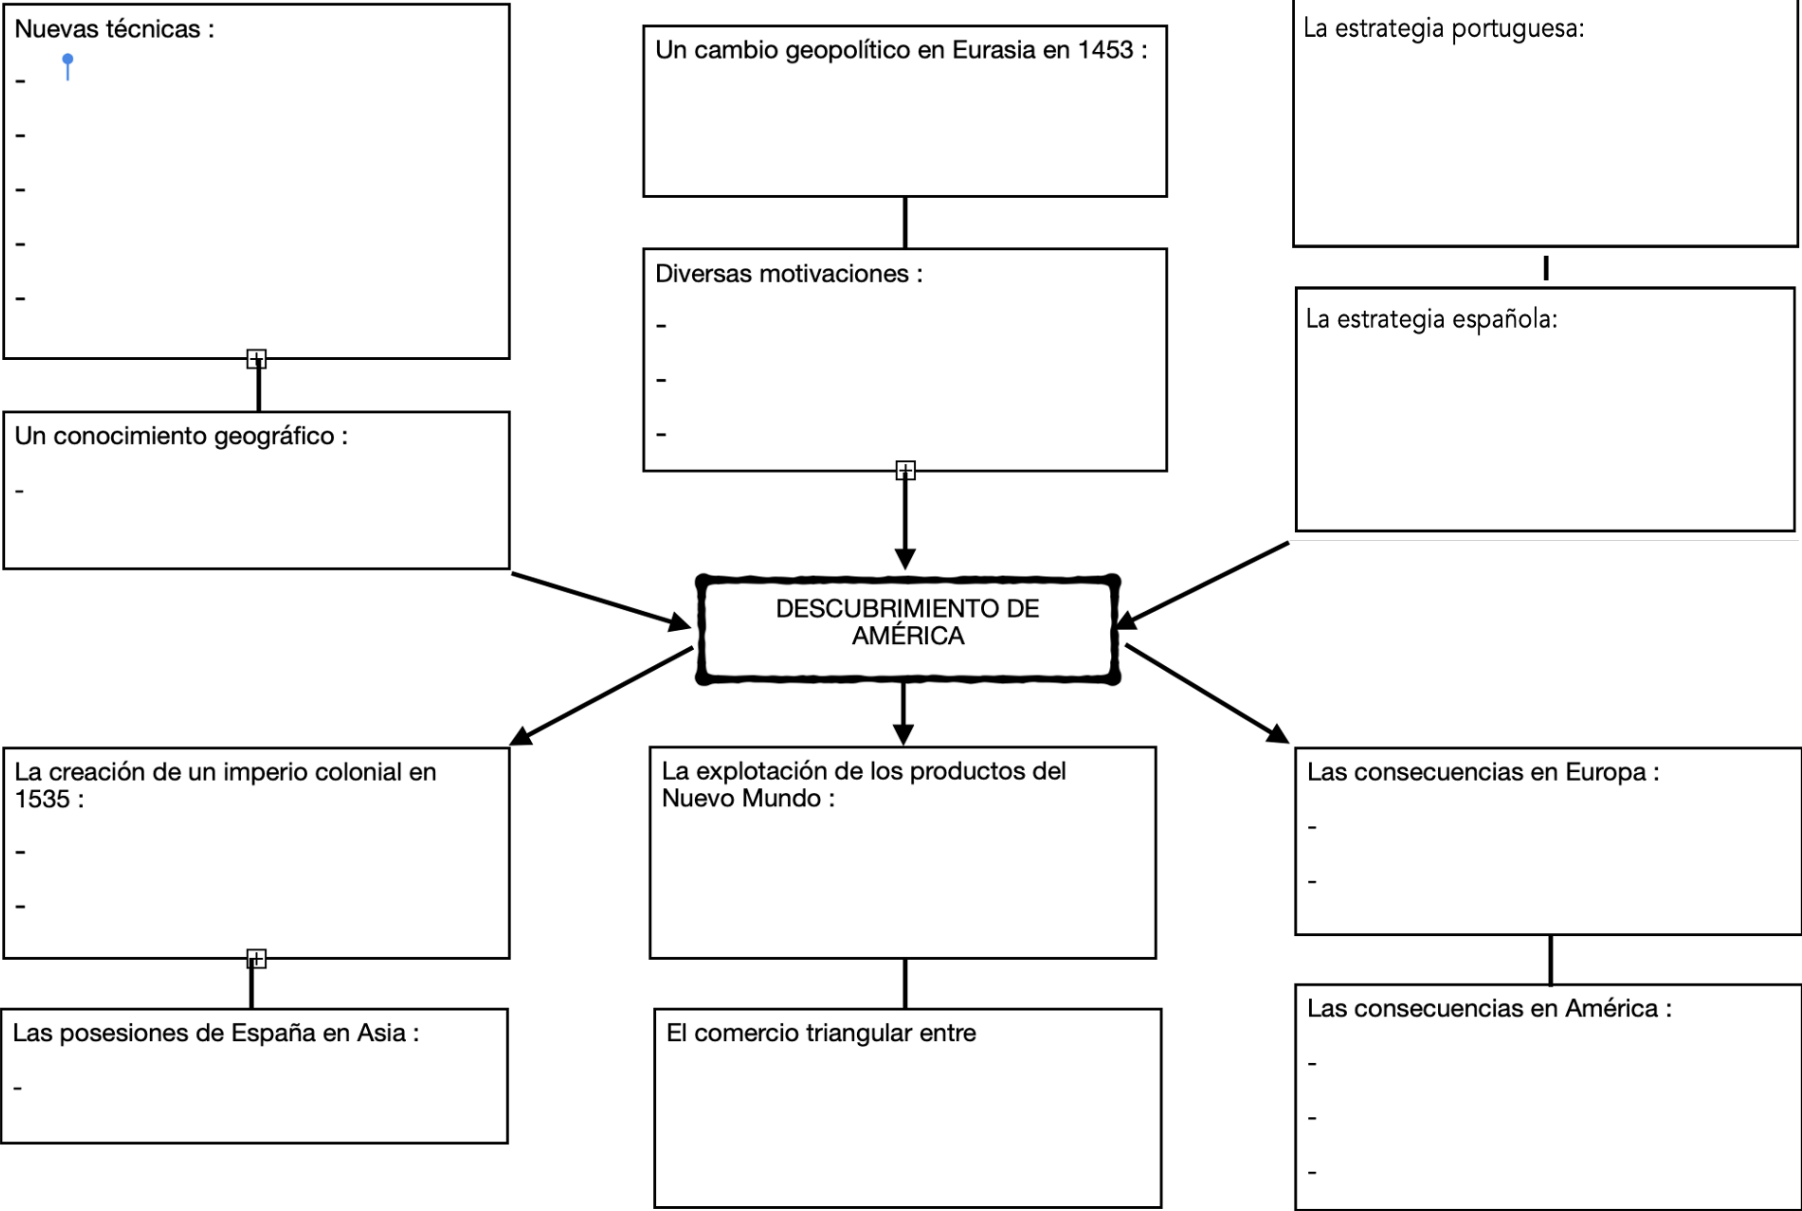 Nuevas técnicas :
-
-
-
-
-
Un conocimiento geográfico :
-
Un cambio geopolítico en Eurasia en 1453 :
Diversas motivaciones :
-
-
-
La estrategia portuguesa:
La estrategia española:
DESCUBRIMIENTO DE
AMÉRICA
La creación de un imperio colonial en
1535 :
-
-
Las posesiones de España en Asia :
-
La explotación de los productos del
Nuevo Mundo :
El comercio triangular entre
Las consecuencias en Europa :
-
-
Las consecuencias en América :
-
-
-